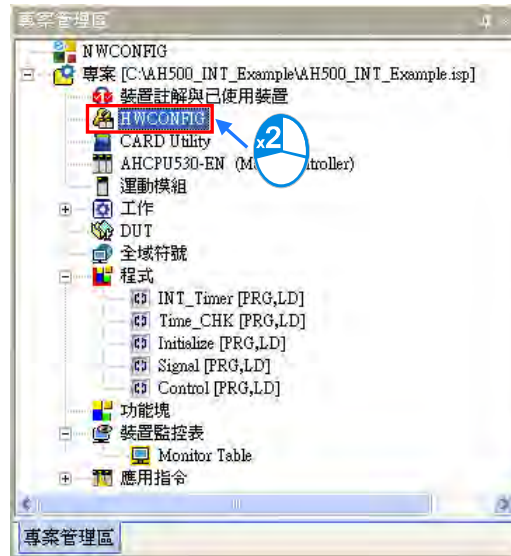 專案管理區
NWCONFIG
專案 [C:\AH500_INT_Example\AH500_INT_Example.isp]
裝置註解與已使用裝置
HWCONFIG
x2
CARD Utility
AHCPU530-EN
運動模組
工作
DUT
全域符號
程式
INT_Timer [PRG,LD]
Time_CHK [PRG,LD]
Initialize [PRG,LD]
Signal [PRG,LD]
Control [PRG,LD]
功能塊
裝置監控表
Monitor Table
應用指令
專案管理區